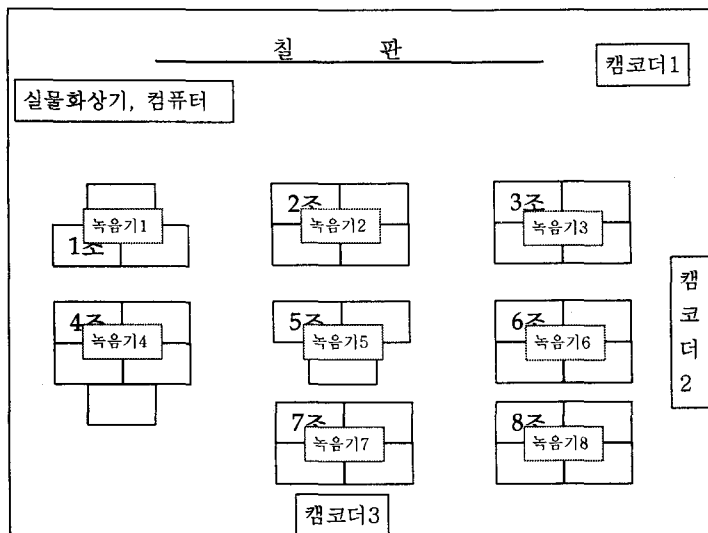 칠 판
캠코더1
실물화상기, 컴퓨터
1조
녹음기1
2조
녹음기2
3조
녹음기3
캠코더2
4조
녹음기4
5조
녹음기5
6조
녹음기6
7조
녹음기7
8조
녹음기8
캠코더3